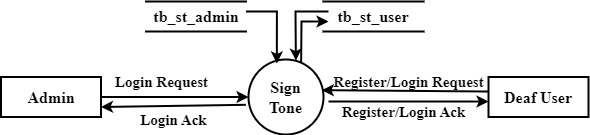 tb_st_admin
tb_st_user
Admin
Login Request
Login Ack
Sign
Tone
Register/Login Request
Register/Login Ack
Deaf User